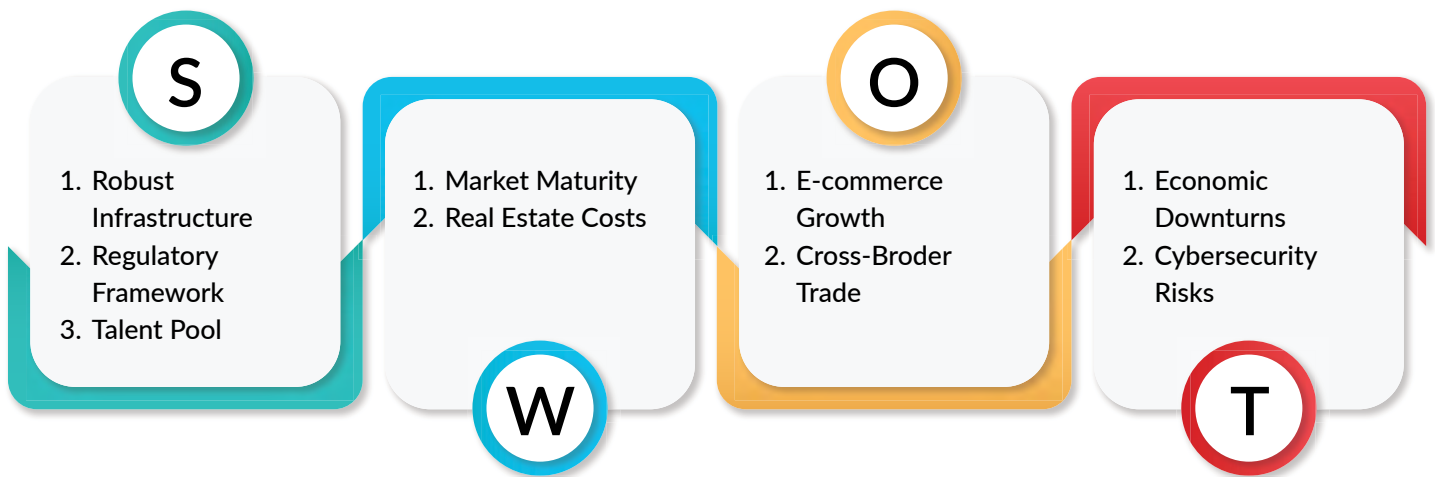 S
1. Robust
Infrastructure
2. Regulatory
Framework
3. Talent Pool
1. Market Maturity
2. Real Estate Costs
W
O
1. E-commerce
Growth
2. Cross-Broder
Trade
1. Economic
Downturns
2. Cybersecurity
Risks
T